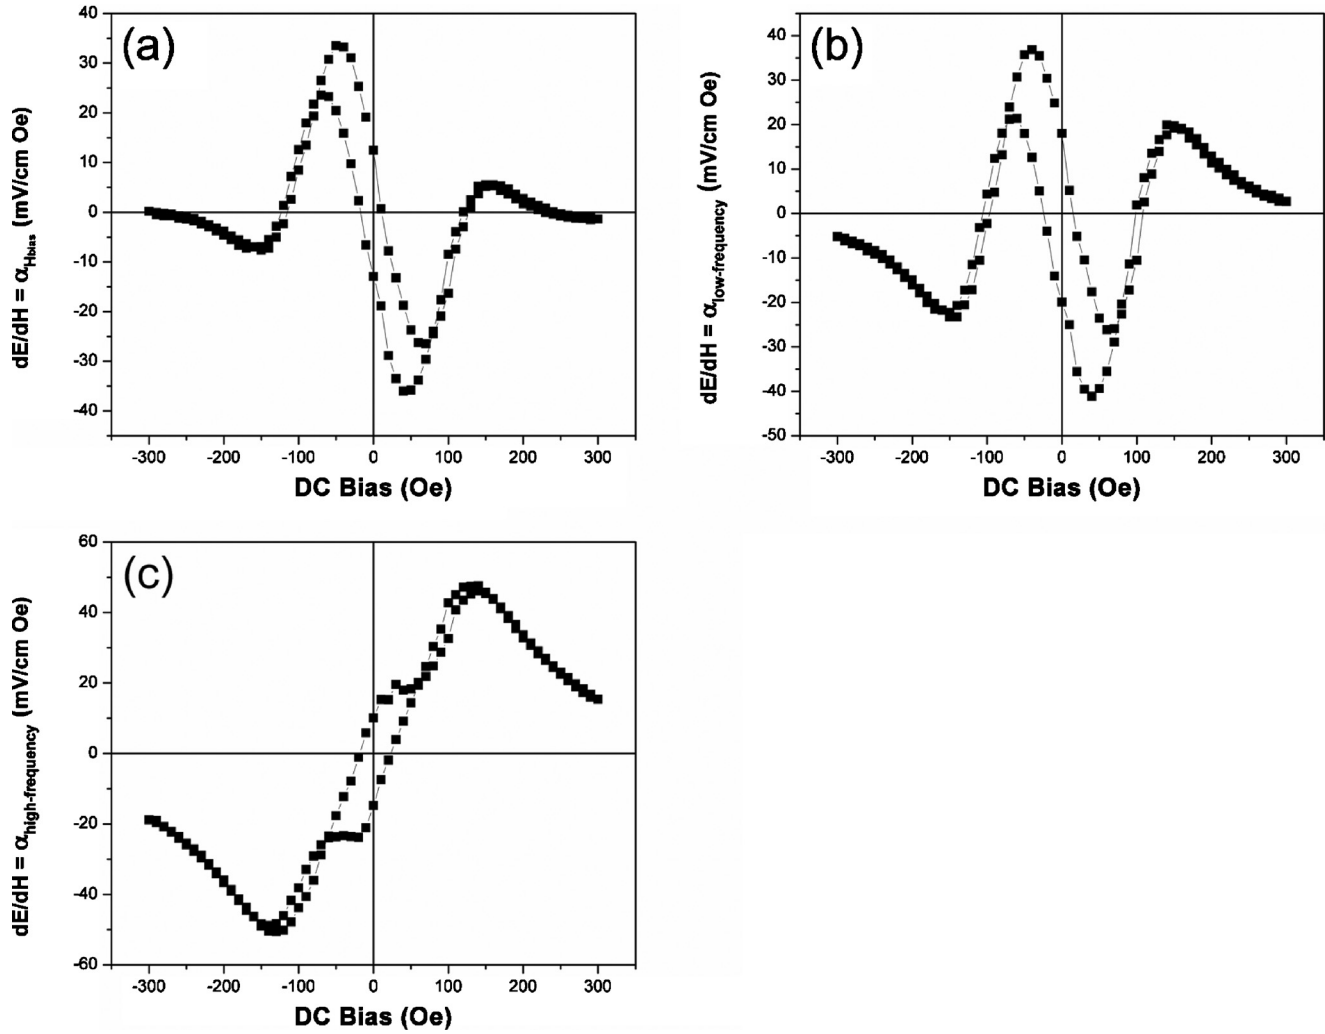 (a)
dE/dH = α_Hbias (mV/cm Oe)
40
30
20
10
0
-10
-20
-30
-40
-300 -200 -100 0 100 200 300
DC Bias (Oe)
(b)
dE/dH = α_low-frequency (mV/cm Oe)
40
30
20
10
0
-10
-20
-30
-40
-50
-300 -200 -100 0 100 200 300
DC Bias (Oe)
(c)
dE/dH = α_high-frequency (mV/cm Oe)
60
40
20
0
-20
-40
-60
-300 -200 -100 0 100 200 300
DC Bias (Oe)